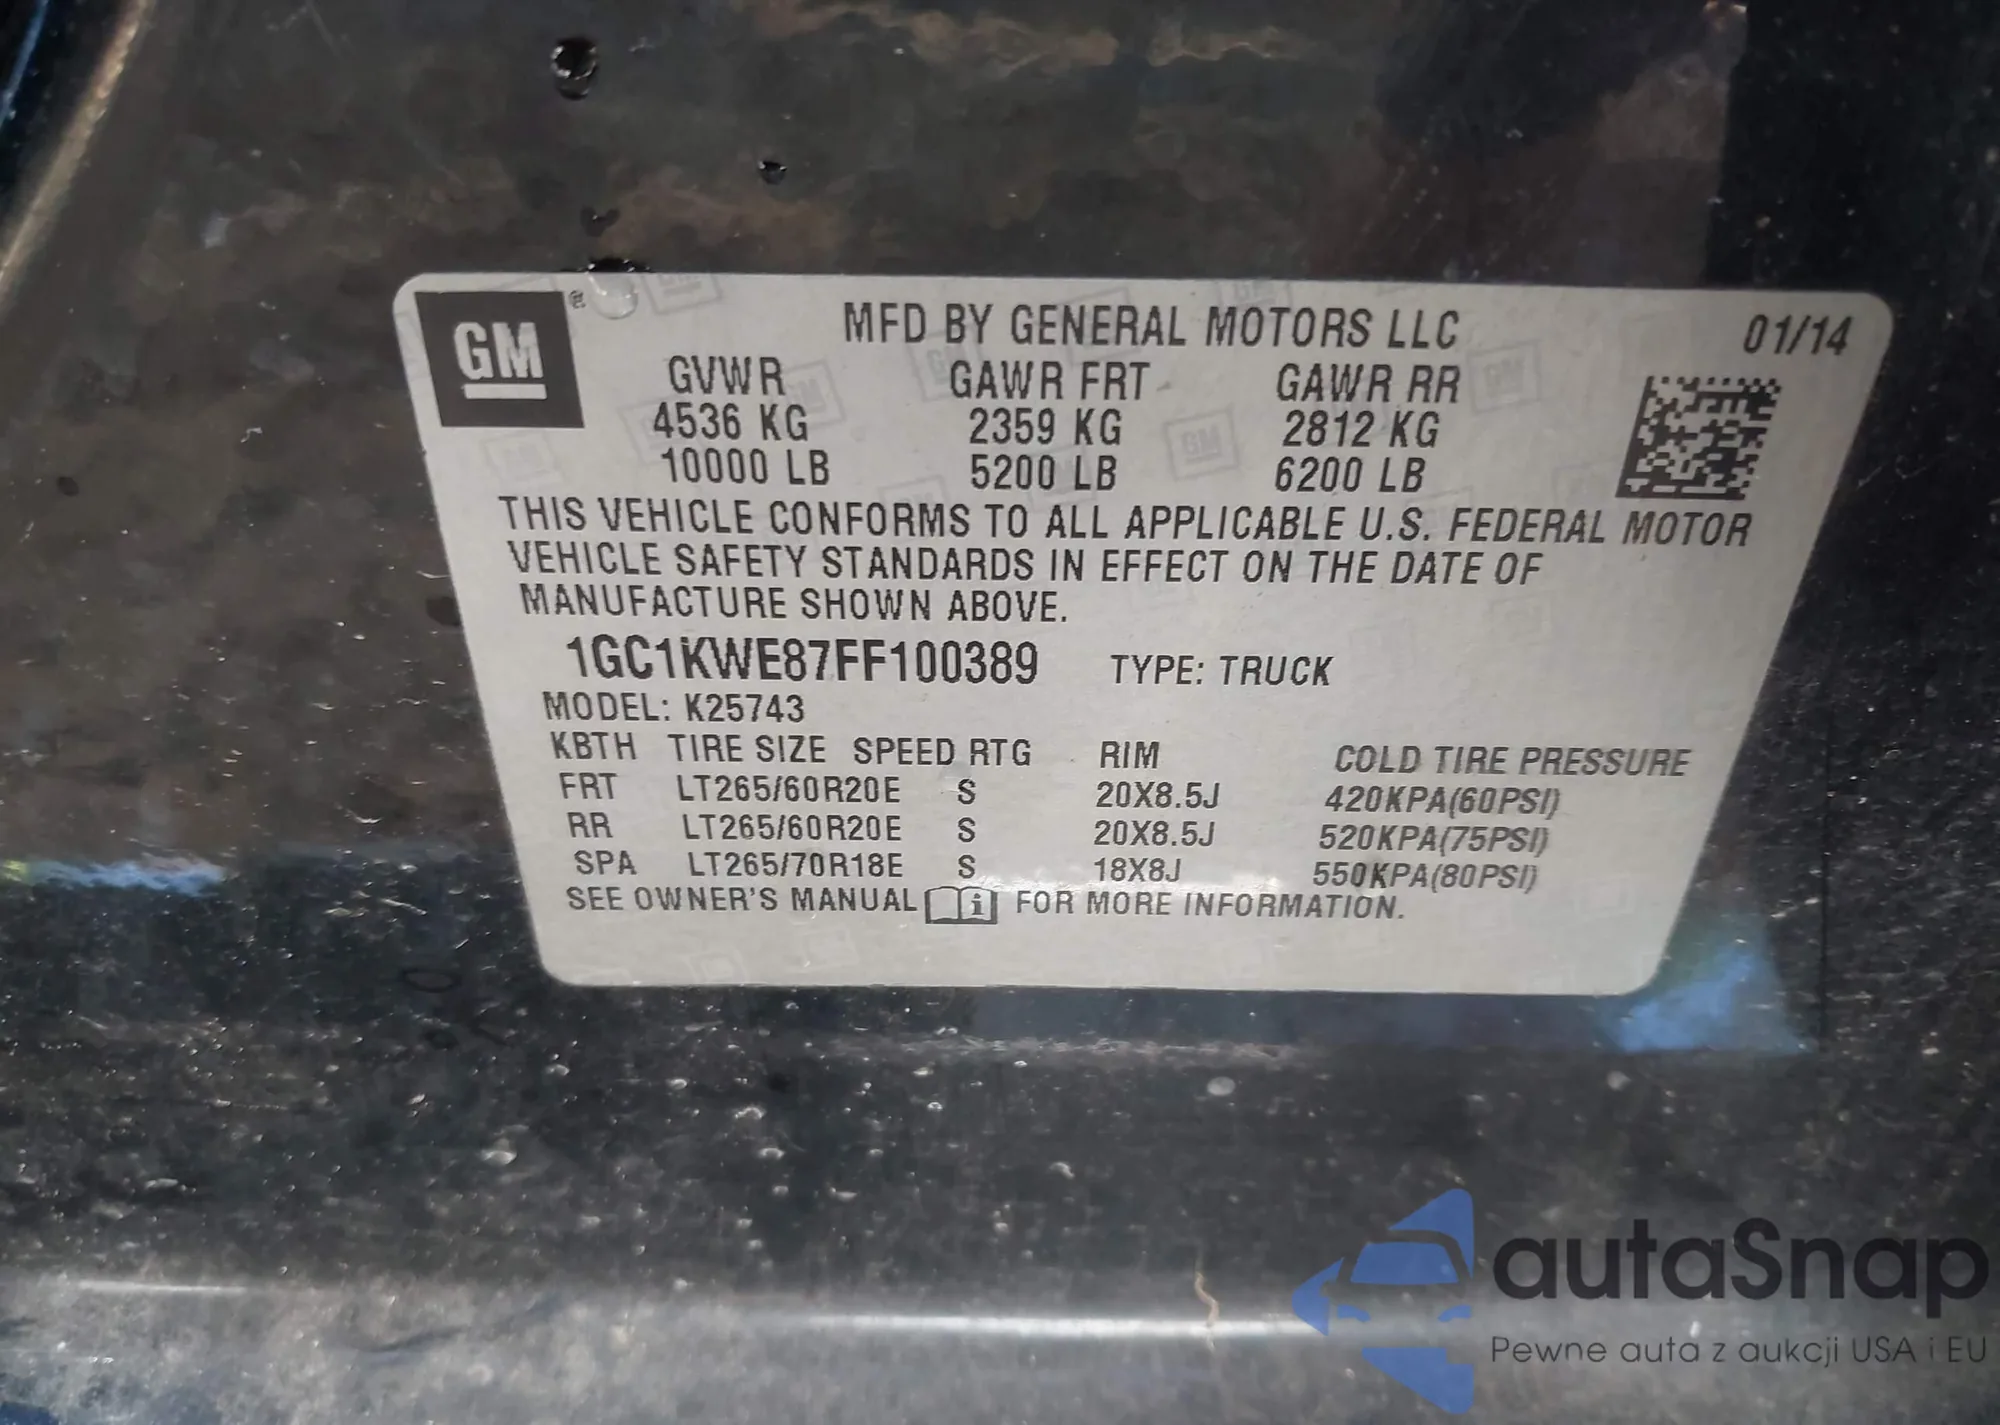 GM ®
MFD BY GENERAL MOTORS LLC 01/14
GVWR GAWR FRT GAWR RR
4536 KG 2359 KG 2812 KG
10000 LB 5200 LB 6200 LB
THIS VEHICLE CONFORMS TO ALL APPLICABLE U.S. FEDERAL MOTOR
VEHICLE SAFETY STANDARDS IN EFFECT ON THE DATE OF
MANUFACTURE SHOWN ABOVE.
1GC1KWE87FF100389 TYPE: TRUCK
MODEL: K25743
KBTH TIRE SIZE SPEED RTG RIM COLD TIRE PRESSURE
FRT LT265/60R20E S 20X8.5J 420KPA(60PSI)
RR LT265/60R20E S 20X8.5J 520KPA(75PSI)
SPA LT265/70R18E S 18X8J 550KPA(80PSI)
SEE OWNER'S MANUAL i FOR MORE INFORMATION.
autaSnap
Pewne auta z aukcji USA i EU